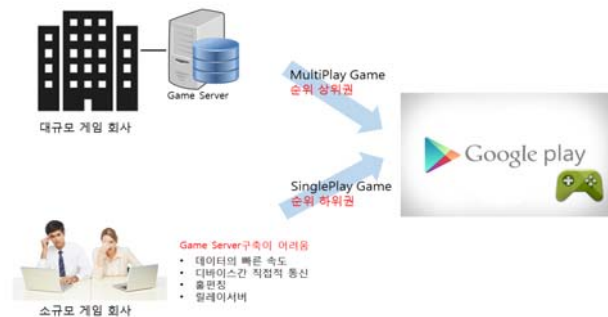 Game Server
대규모 게임 회사
MultiPlay Game
순위 상위권
Google play
SinglePlay Game
순위 하위권
Game Server구축이 어려움
• 데이터의 빠른 속도
• 디바이스간 직접적 통신
• 홀펀칭
• 릴레이서버
소규모 게임 회사